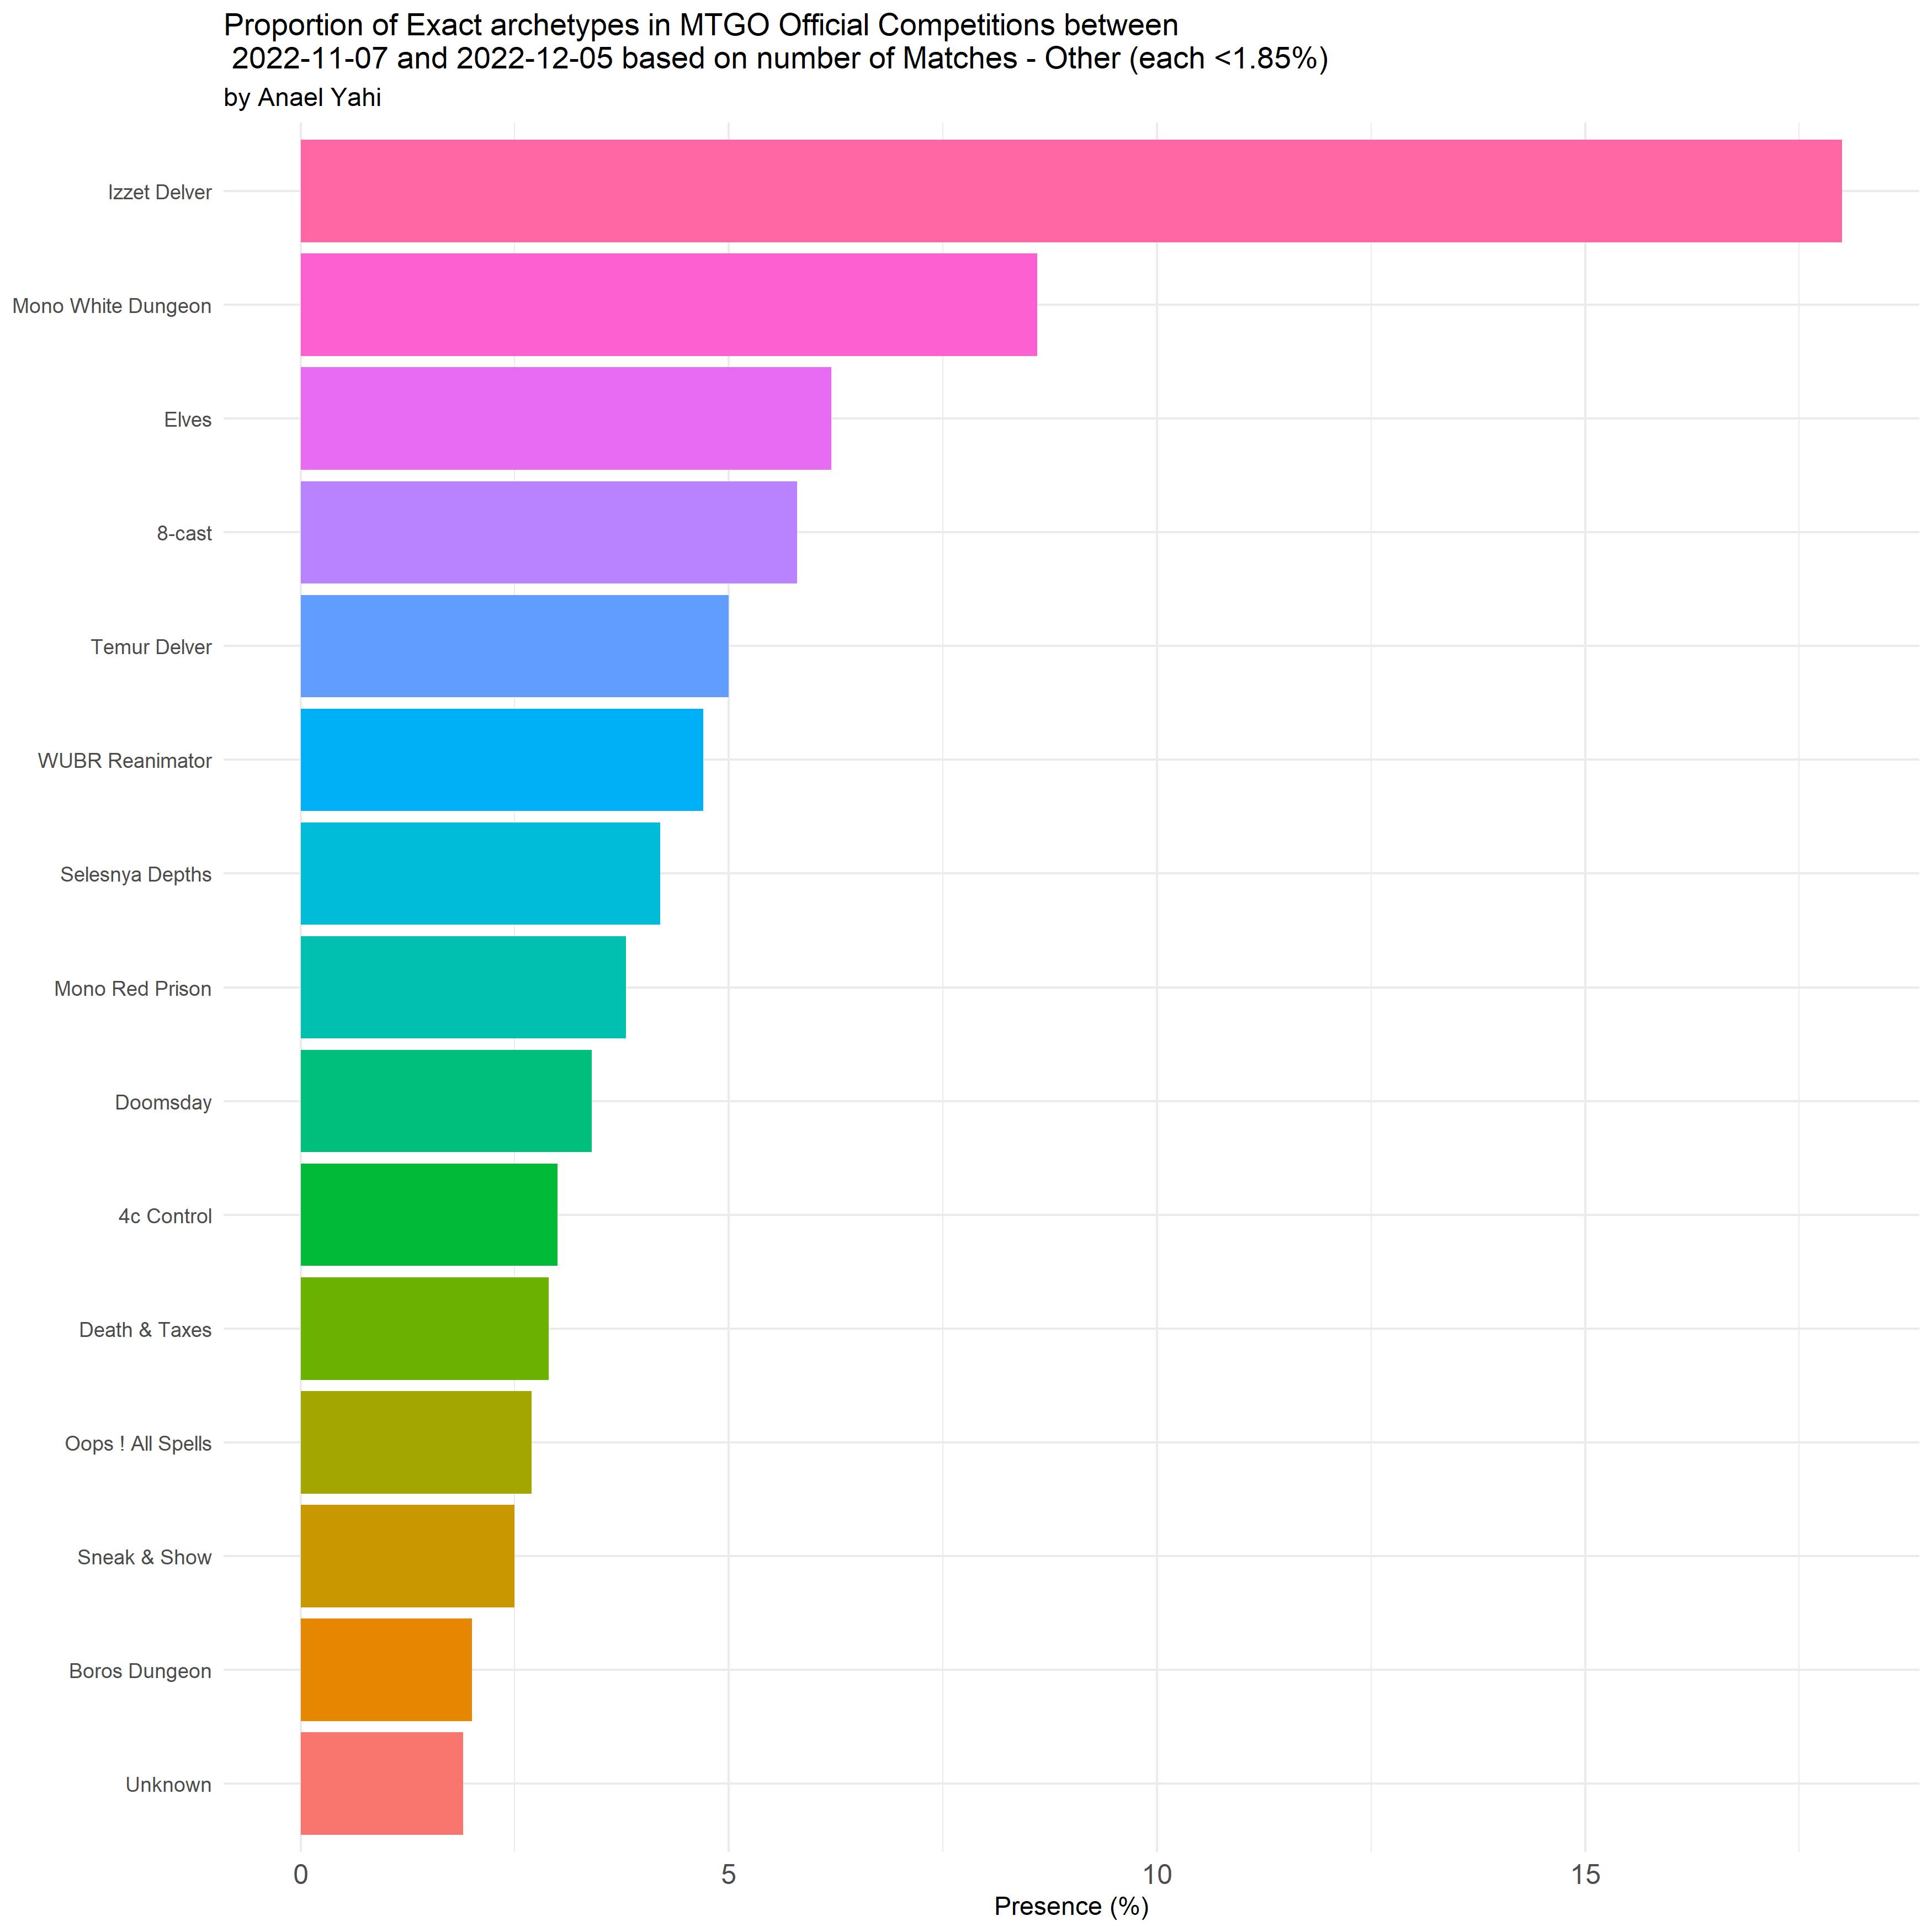 Proportion of Exact archetypes in MTGO Official Competitions between
2022-11-07 and 2022-12-05 based on number of Matches - Other (each <1.85%)
by Anael Yahi
Izzet Delver
Mono White Dungeon
Elves
8-cast
Temur Delver
WUBR Reanimator
Selesnya Depths
Mono Red Prison
Doomsday
4c Control
Death & Taxes
Oops ! All Spells
Sneak & Show
Boros Dungeon
Unknown
0 5 10 15
Presence (%)